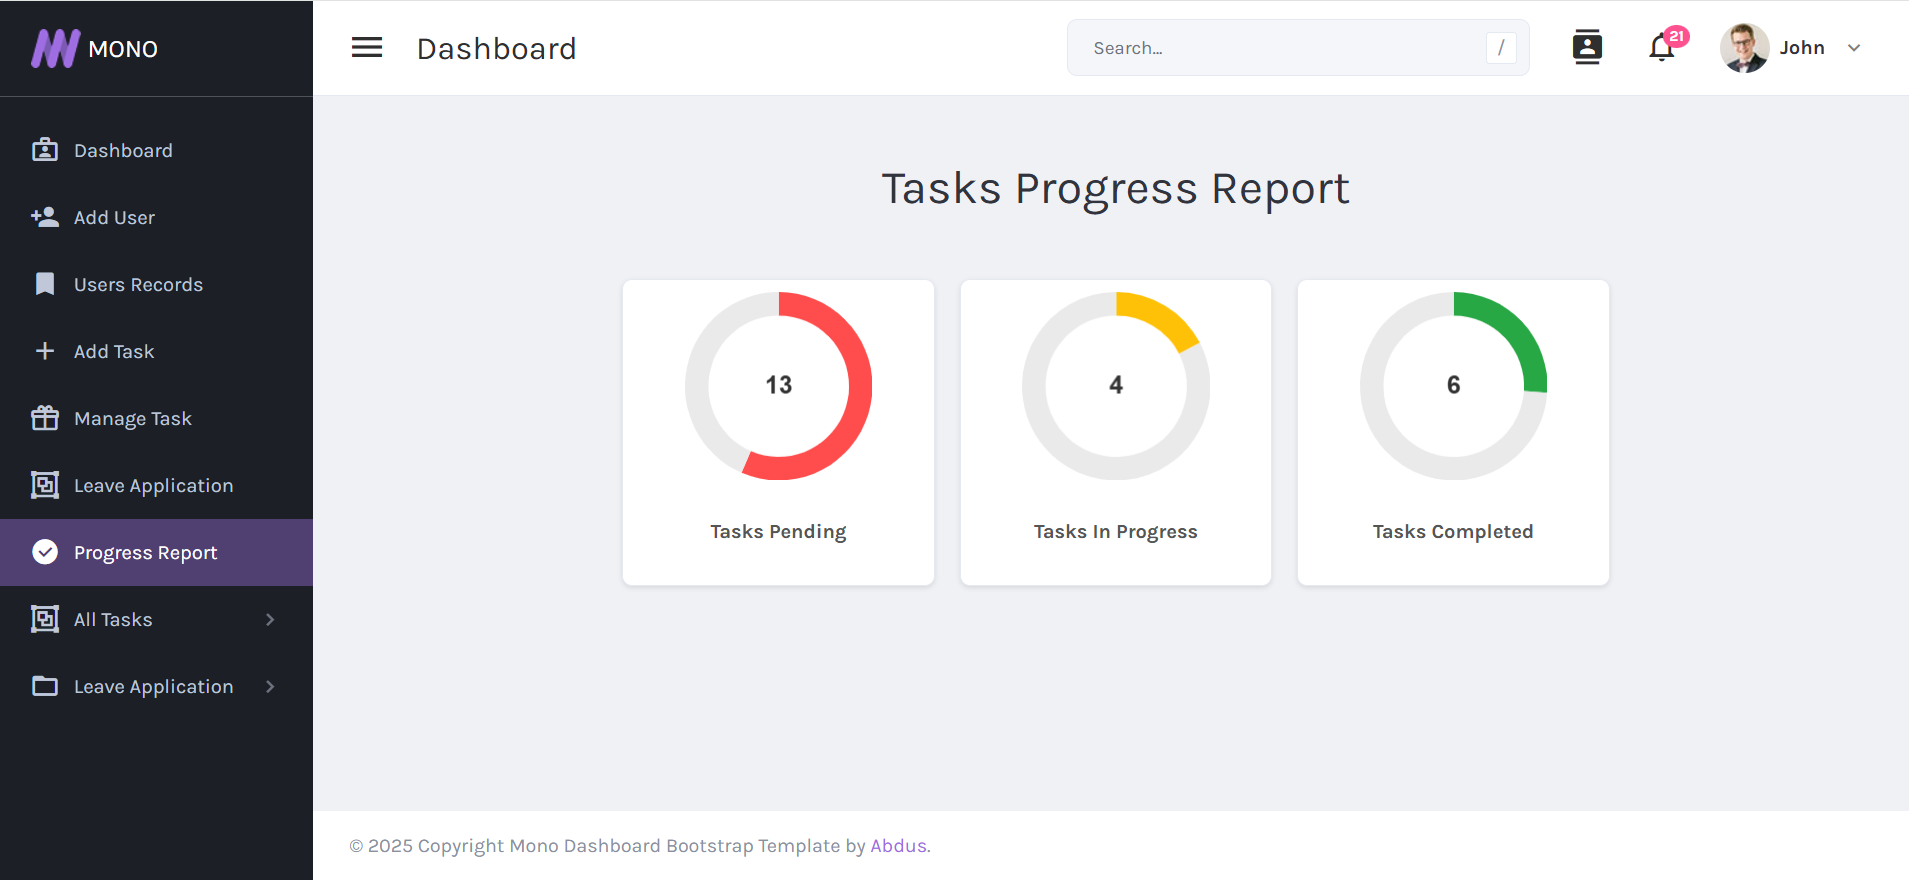 MONO
Dashboard
Search...
/
21
John
Dashboard
Add User
Users Records
Add Task
Manage Task
Leave Application
Progress Report
All Tasks
Leave Application
Tasks Progress Report
13
4
6
Tasks Pending
Tasks In Progress
Tasks Completed
© 2025 Copyright Mono Dashboard Bootstrap Template by Abdus.